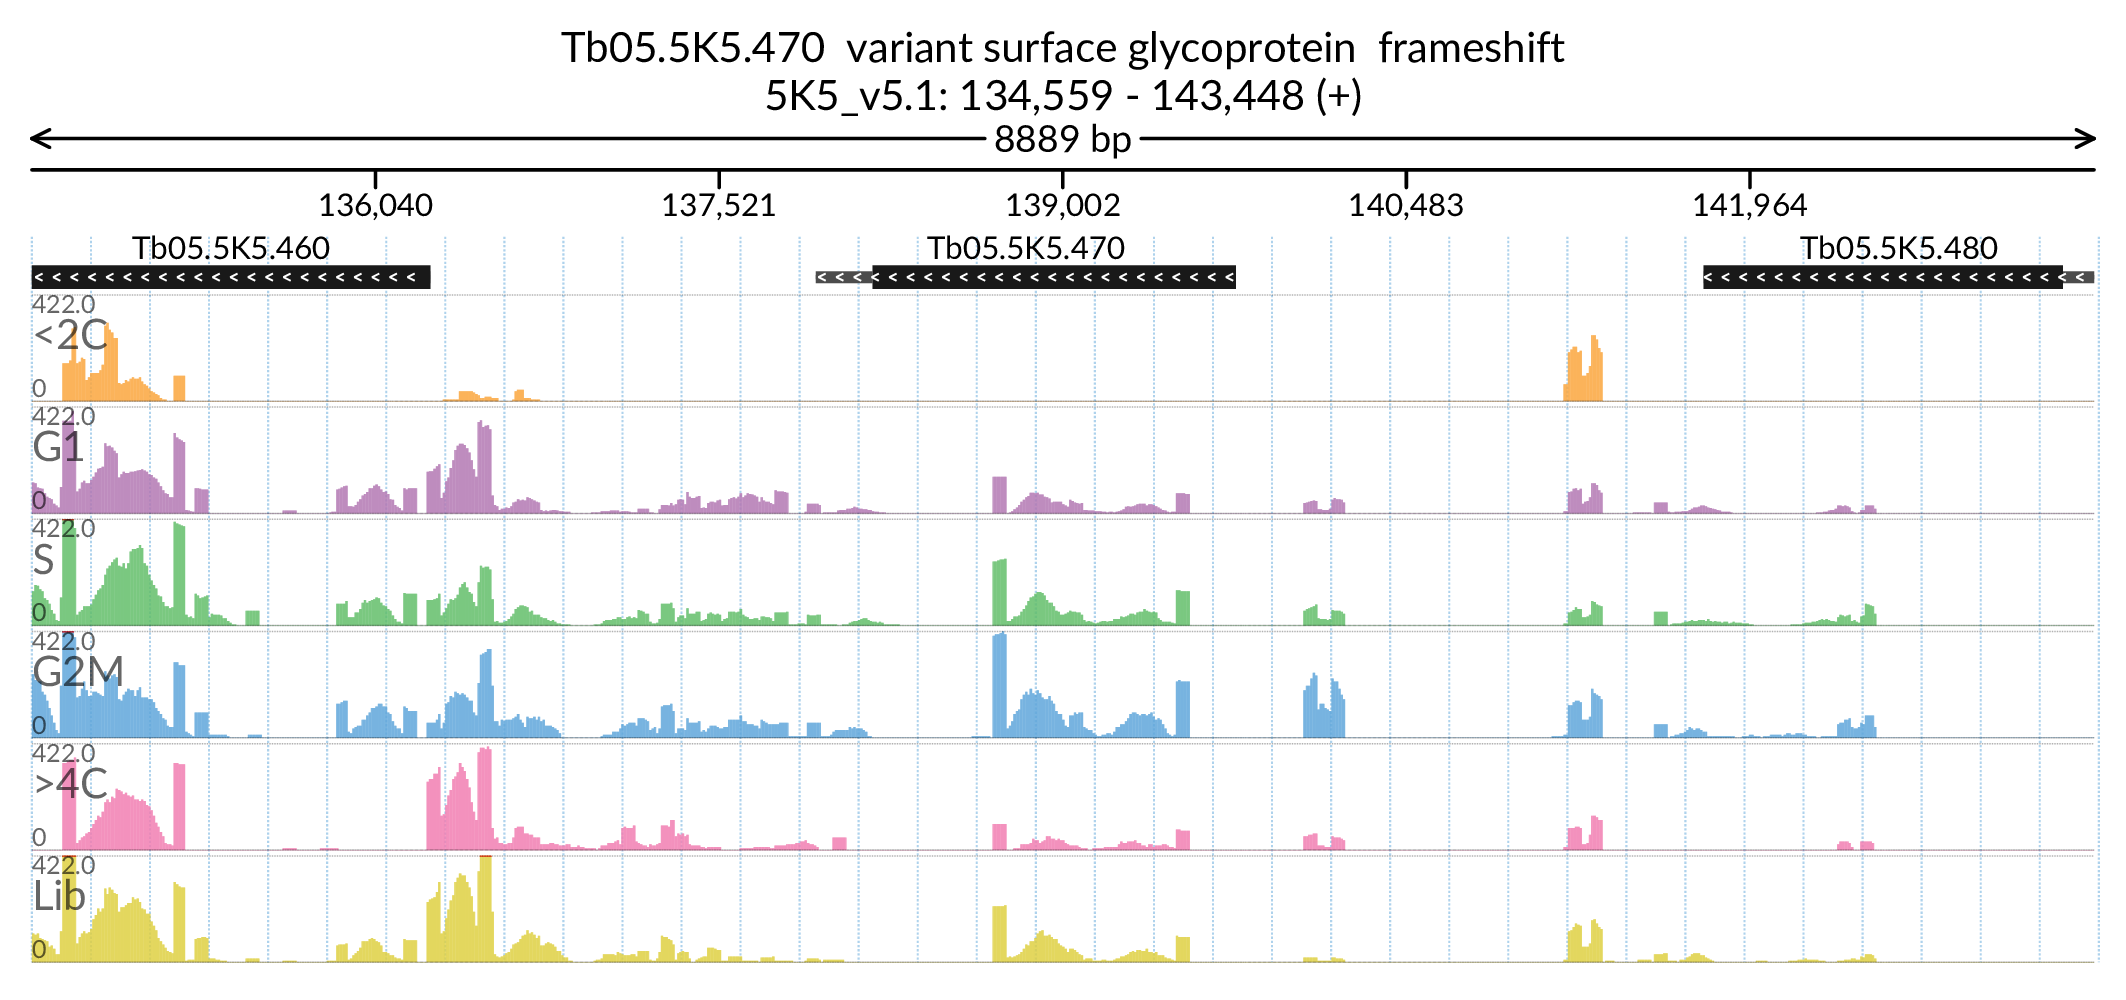 Tb05.5K5.470 variant surface glycoprotein frameshift
5K5_v5.1: 134,559 - 143,448 (+)
8889 bp
136,040 137,521 139,002 140,483 141,964
Tb05.5K5.460 Tb05.5K5.470 Tb05.5K5.480
422.0
<2C
0
422.0
G1
0
422.0
S
0
422.0
G2M
0
422.0
>4C
0
422.0
Lib
0